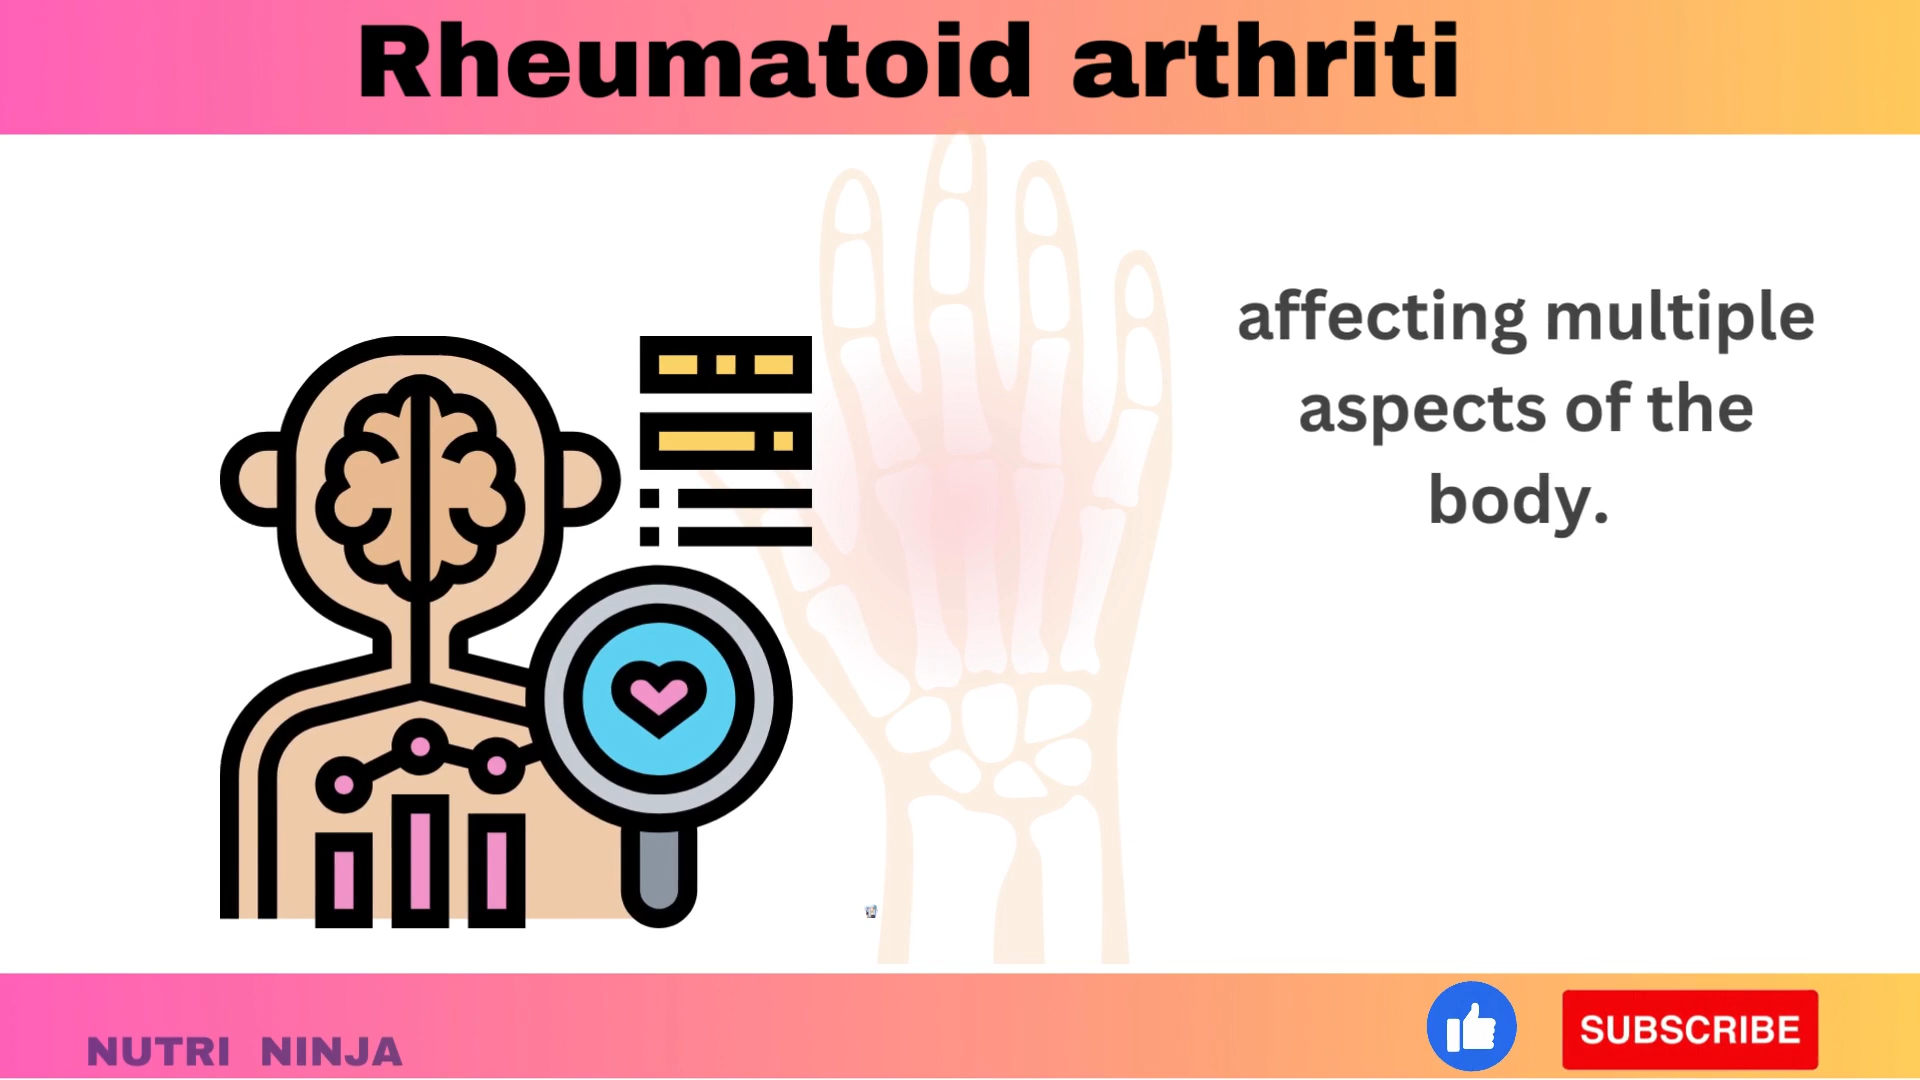 Rheumatoid arthriti
affecting multiple
aspects of the
body.
NUTRI NINJA
SUBSCRIBE